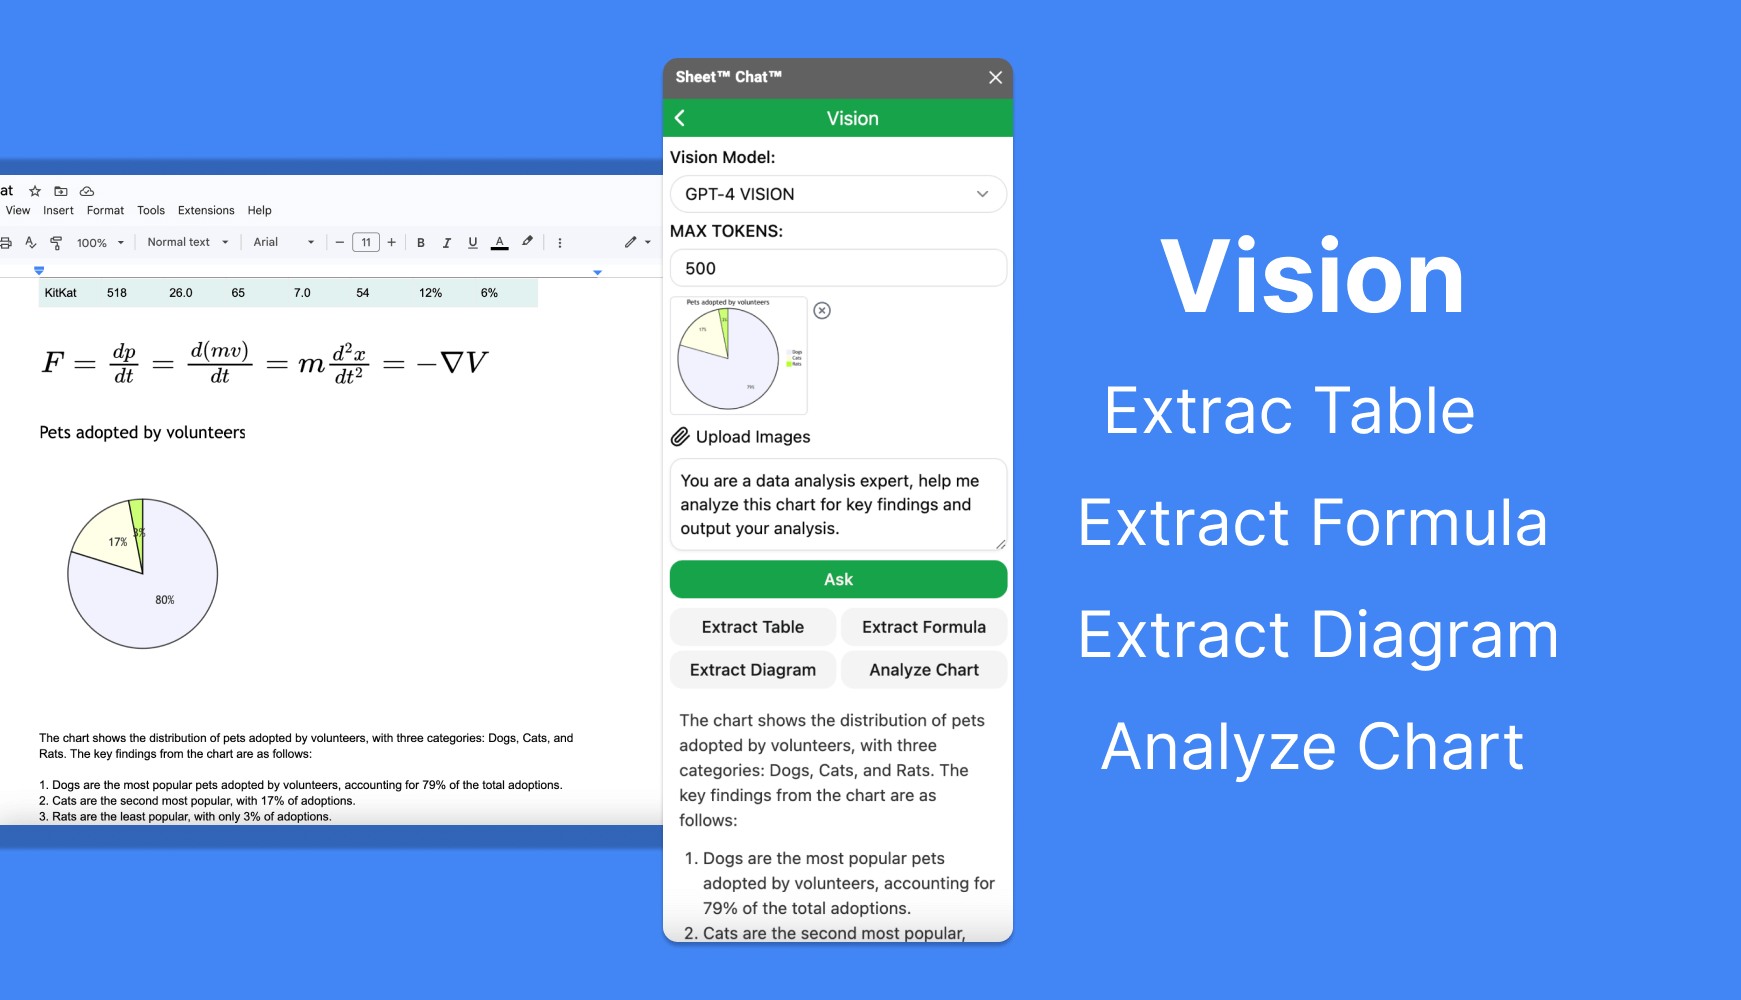 at
View Insert Format Tools Extensions Help
100% Normal text Arial − 11 + B I U A
KitKat 518 26.0 65 7.0 54 12% 6%
F = dp/dt = d(mv)/dt = m d²x/dt² = −∇V
Pets adopted by volunteers
17% 3%
80%
The chart shows the distribution of pets adopted by volunteers, with three categories: Dogs, Cats, and
Rats. The key findings from the chart are as follows:
1. Dogs are the most popular pets adopted by volunteers, accounting for 79% of the total adoptions.
2. Cats are the second most popular, with 17% of adoptions.
3. Rats are the least popular, with only 3% of adoptions.
Sheet™ Chat™
Vision
Vision Model:
GPT-4 VISION
MAX TOKENS:
500
Pets adopted by volunteers
3%
17%
Dogs
Cats
Rats
79%
Upload Images
You are a data analysis expert, help me
analyze this chart for key findings and
output your analysis.
Ask
Extract Table Extract Formula
Extract Diagram Analyze Chart
The chart shows the distribution of pets
adopted by volunteers, with three
categories: Dogs, Cats, and Rats. The
key findings from the chart are as
follows:
1. Dogs are the most popular pets
adopted by volunteers, accounting for
79% of the total adoptions.
2. Cats are the second most popular,
Vision
Extrac Table
Extract Formula
Extract Diagram
Analyze Chart